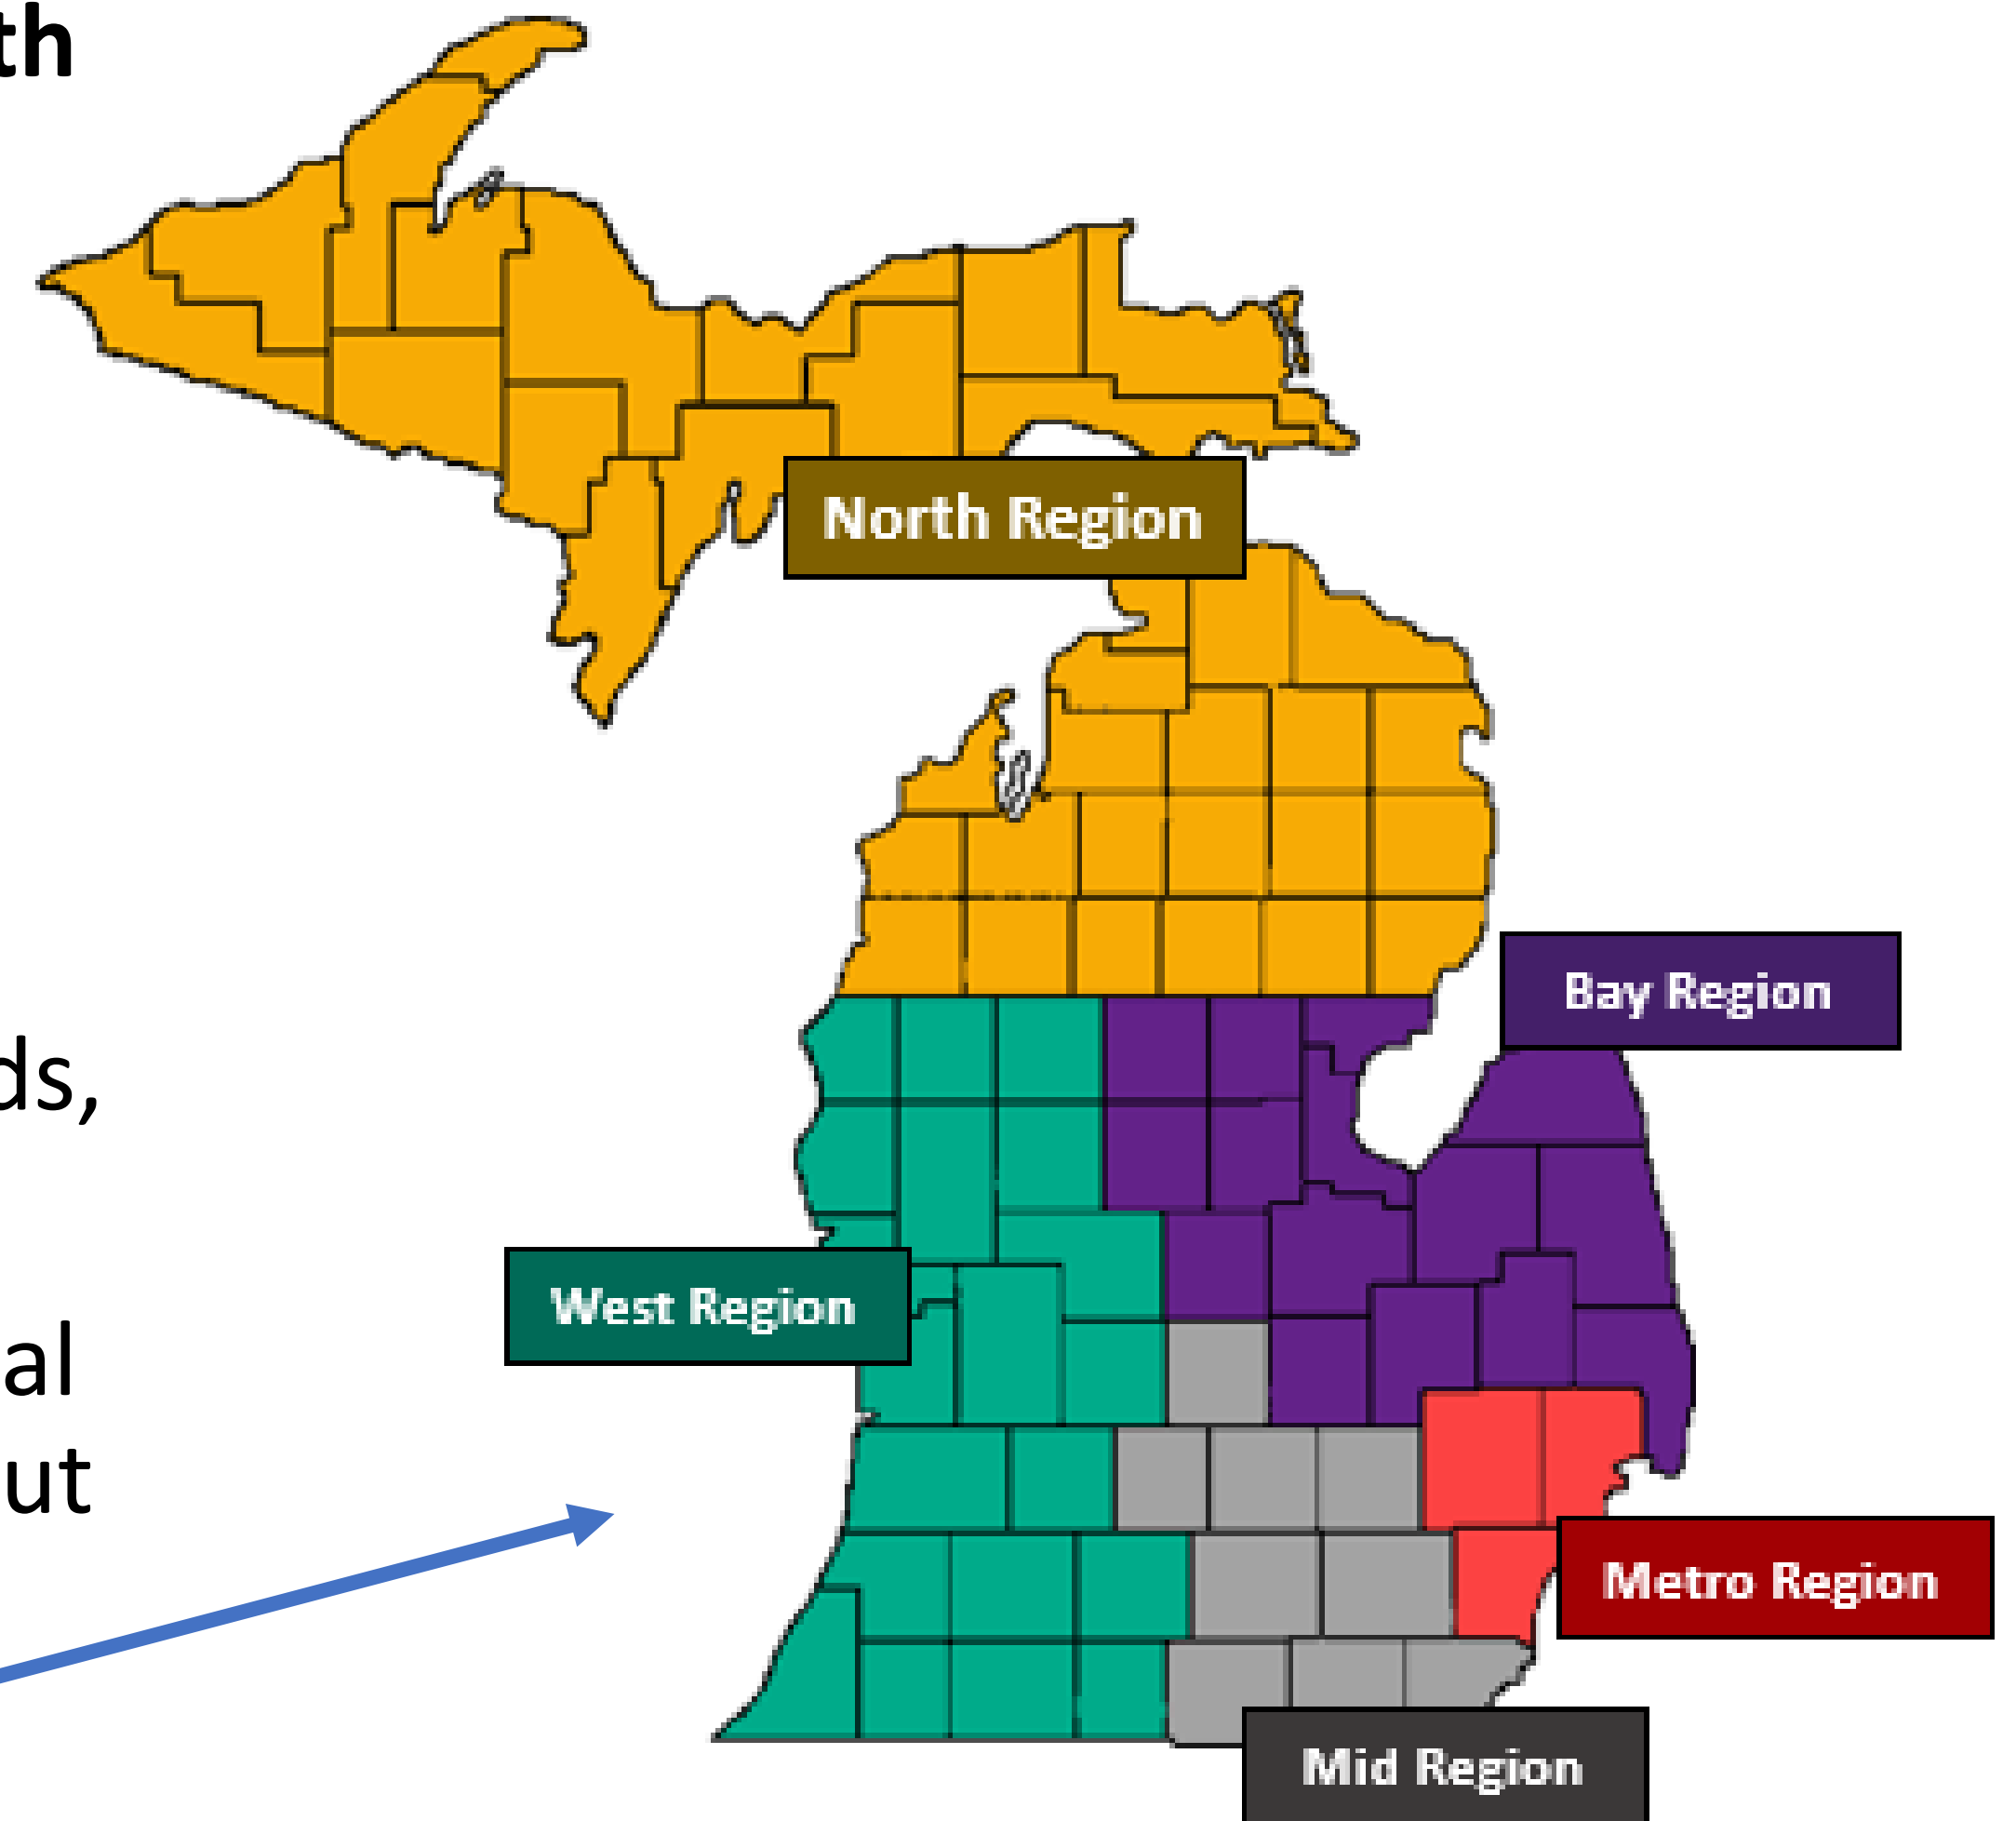 th
North Region
Bay Region
ds,
West Region
al
ut
Metro Region
Mid Region